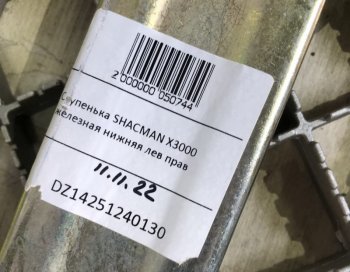 2 000000 050744
Ступенька SHACMAN X3000
железная нижняя лев прав
11.11.22
DZ14251240130